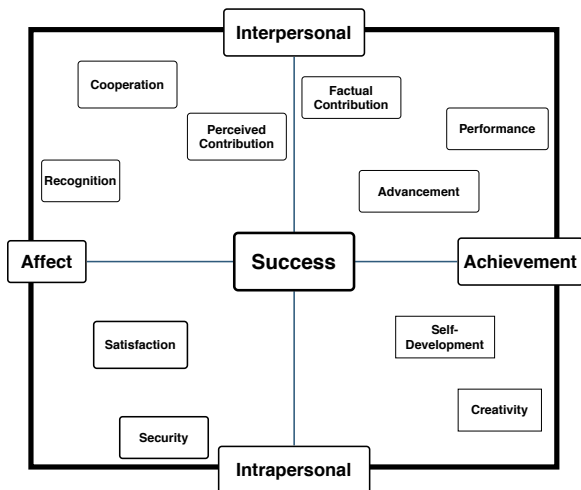 Interpersonal
Cooperation
Factual
Contribution
Perceived
Contribution
Performance
Recognition
Advancement
Affect
Success
Achievement
Satisfaction
Self-
Development
Creativity
Security
Intrapersonal